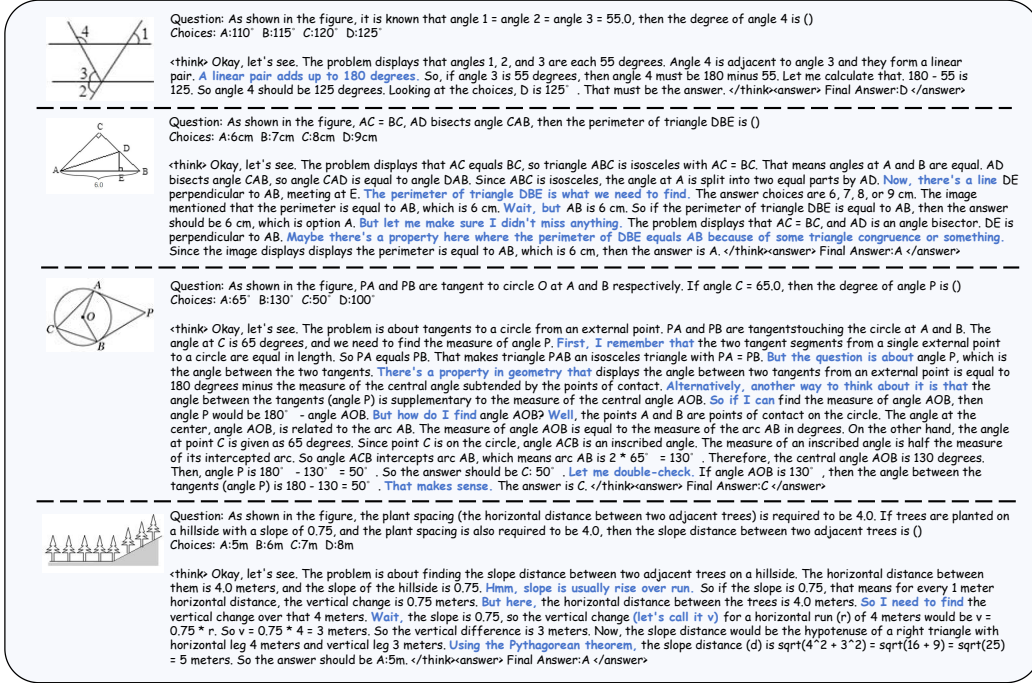 4
1
3
2
Question: As shown in the figure, it is known that angle 1 = angle 2 = angle 3 = 55.0, then the degree of angle 4 is ()
Choices: A:110° B:115° C:120° D:125°
<think> Okay, let's see. The problem displays that angles 1, 2, and 3 are each 55 degrees. Angle 4 is adjacent to angle 3 and they form a linear
pair. A linear pair adds up to 180 degrees. So, if angle 3 is 55 degrees, then angle 4 must be 180 minus 55. Let me calculate that. 180 - 55 is
125. So angle 4 should be 125 degrees. Looking at the choices, D is 125° . That must be the answer. </think><answer> Final Answer:D </answer>
C
D
A
E
B
6.0
Question: As shown in the figure, AC = BC, AD bisects angle CAB, then the perimeter of triangle DBE is ()
Choices: A:6cm B:7cm C:8cm D:9cm
<think> Okay, let's see. The problem displays that AC equals BC, so triangle ABC is isosceles with AC = BC. That means angles at A and B are equal. AD
bisects angle CAB, so angle CAD is equal to angle DAB. Since ABC is isosceles, the angle at A is split into two equal parts by AD. Now, there's a line DE
perpendicular to AB, meeting at E. The perimeter of triangle DBE is what we need to find. The answer choices are 6, 7, 8, or 9 cm. The image
mentioned that the perimeter is equal to AB, which is 6 cm. Wait, but AB is 6 cm. So if the perimeter of triangle DBE is equal to AB, then the answer
should be 6 cm, which is option A. But let me make sure I didn't miss anything. The problem displays that AC = BC, and AD is an angle bisector. DE is
perpendicular to AB. Maybe there's a property here where the perimeter of DBE equals AB because of some triangle congruence or something.
Since the image displays displays the perimeter is equal to AB, which is 6 cm, then the answer is A. </think><answer> Final Answer:A </answer>
A
O
P
C
B
Question: As shown in the figure, PA and PB are tangent to circle O at A and B respectively. If angle C = 65.0, then the degree of angle P is ()
Choices: A:65° B:130° C:50° D:100°
<think> Okay, let's see. The problem is about tangents to a circle from an external point. PA and PB are tangentstouching the circle at A and B. The
angle at C is 65 degrees, and we need to find the measure of angle P. First, I remember that the two tangent segments from a single external point
to a circle are equal in length. So PA equals PB. That makes triangle PAB an isosceles triangle with PA = PB. But the question is about angle P, which is
the angle between the two tangents. There's a property in geometry that displays the angle between two tangents from an external point is equal to
180 degrees minus the measure of the central angle subtended by the points of contact. Alternatively, another way to think about it is that the
angle between the tangents (angle P) is supplementary to the measure of the central angle AOB. So if I can find the measure of angle AOB, then
angle P would be 180° - angle AOB. But how do I find angle AOB? Well, the points A and B are points of contact on the circle. The angle at the
center, angle AOB, is related to the arc AB. The measure of angle AOB is equal to the measure of the arc AB in degrees. On the other hand, the angle
at point C is given as 65 degrees. Since point C is on the circle, angle ACB is an inscribed angle. The measure of an inscribed angle is half the measure
of its intercepted arc. So angle ACB intercepts arc AB, which means arc AB is 2 * 65° = 130° . Therefore, the central angle AOB is 130 degrees.
Then, angle P is 180° - 130° = 50° . So the answer should be C: 50° . Let me double-check. If angle AOB is 130° , then the angle between the
tangents (angle P) is 180 - 130 = 50° . That makes sense. The answer is C. </think><answer> Final Answer:C </answer>
Question: As shown in the figure, the plant spacing (the horizontal distance between two adjacent trees) is required to be 4.0. If trees are planted on
a hillside with a slope of 0.75, and the plant spacing is also required to be 4.0, then the slope distance between two adjacent trees is ()
Choices: A:5m B:6m C:7m D:8m
<think> Okay, let's see. The problem is about finding the slope distance between two adjacent trees on a hillside. The horizontal distance between
them is 4.0 meters, and the slope of the hillside is 0.75. Hmm, slope is usually rise over run. So if the slope is 0.75, that means for every 1 meter
horizontal distance, the vertical change is 0.75 meters. But here, the horizontal distance between the trees is 4.0 meters. So I need to find the
vertical change over that 4 meters. Wait, the slope is 0.75, so the vertical change (let's call it v) for a horizontal run (r) of 4 meters would be v =
0.75 * r. So v = 0.75 * 4 = 3 meters. So the vertical difference is 3 meters. Now, the slope distance would be the hypotenuse of a right triangle with
horizontal leg 4 meters and vertical leg 3 meters. Using the Pythagorean theorem, the slope distance (d) is sqrt(4^2 + 3^2) = sqrt(16 + 9) = sqrt(25)
= 5 meters. So the answer should be A:5m. </think><answer> Final Answer:A </answer>